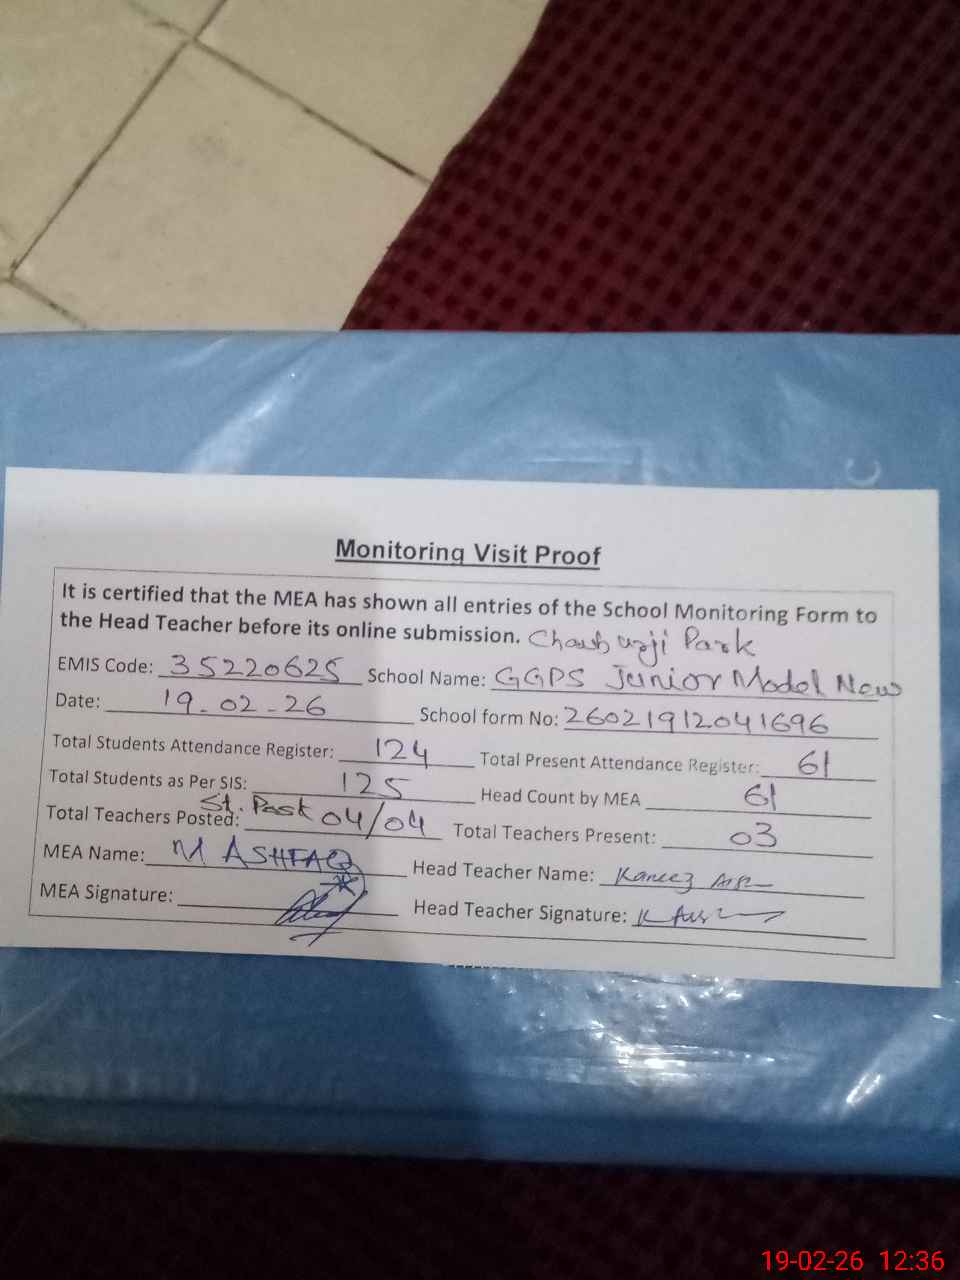 Monitoring Visit Proof
It is certified that the MEA has shown all entries of the School Monitoring Form to
the Head Teacher before its online submission. Chauburji Park
EMIS Code: 35220625 School Name: GGPS Junior Model New
Date: 19-02-26 School form No: 26021912041696
Total Students Attendance Register: 124 Total Present Attendance Register: 61
Total Students as Per SIS: 125 Head Count by MEA 61
Total Teachers Posted: 04/04 Total Teachers Present: 03
MEA Name: M ASHFAQ Head Teacher Name: Kaneez
MEA Signature: Head Teacher Signature:
19-02-26 12:36